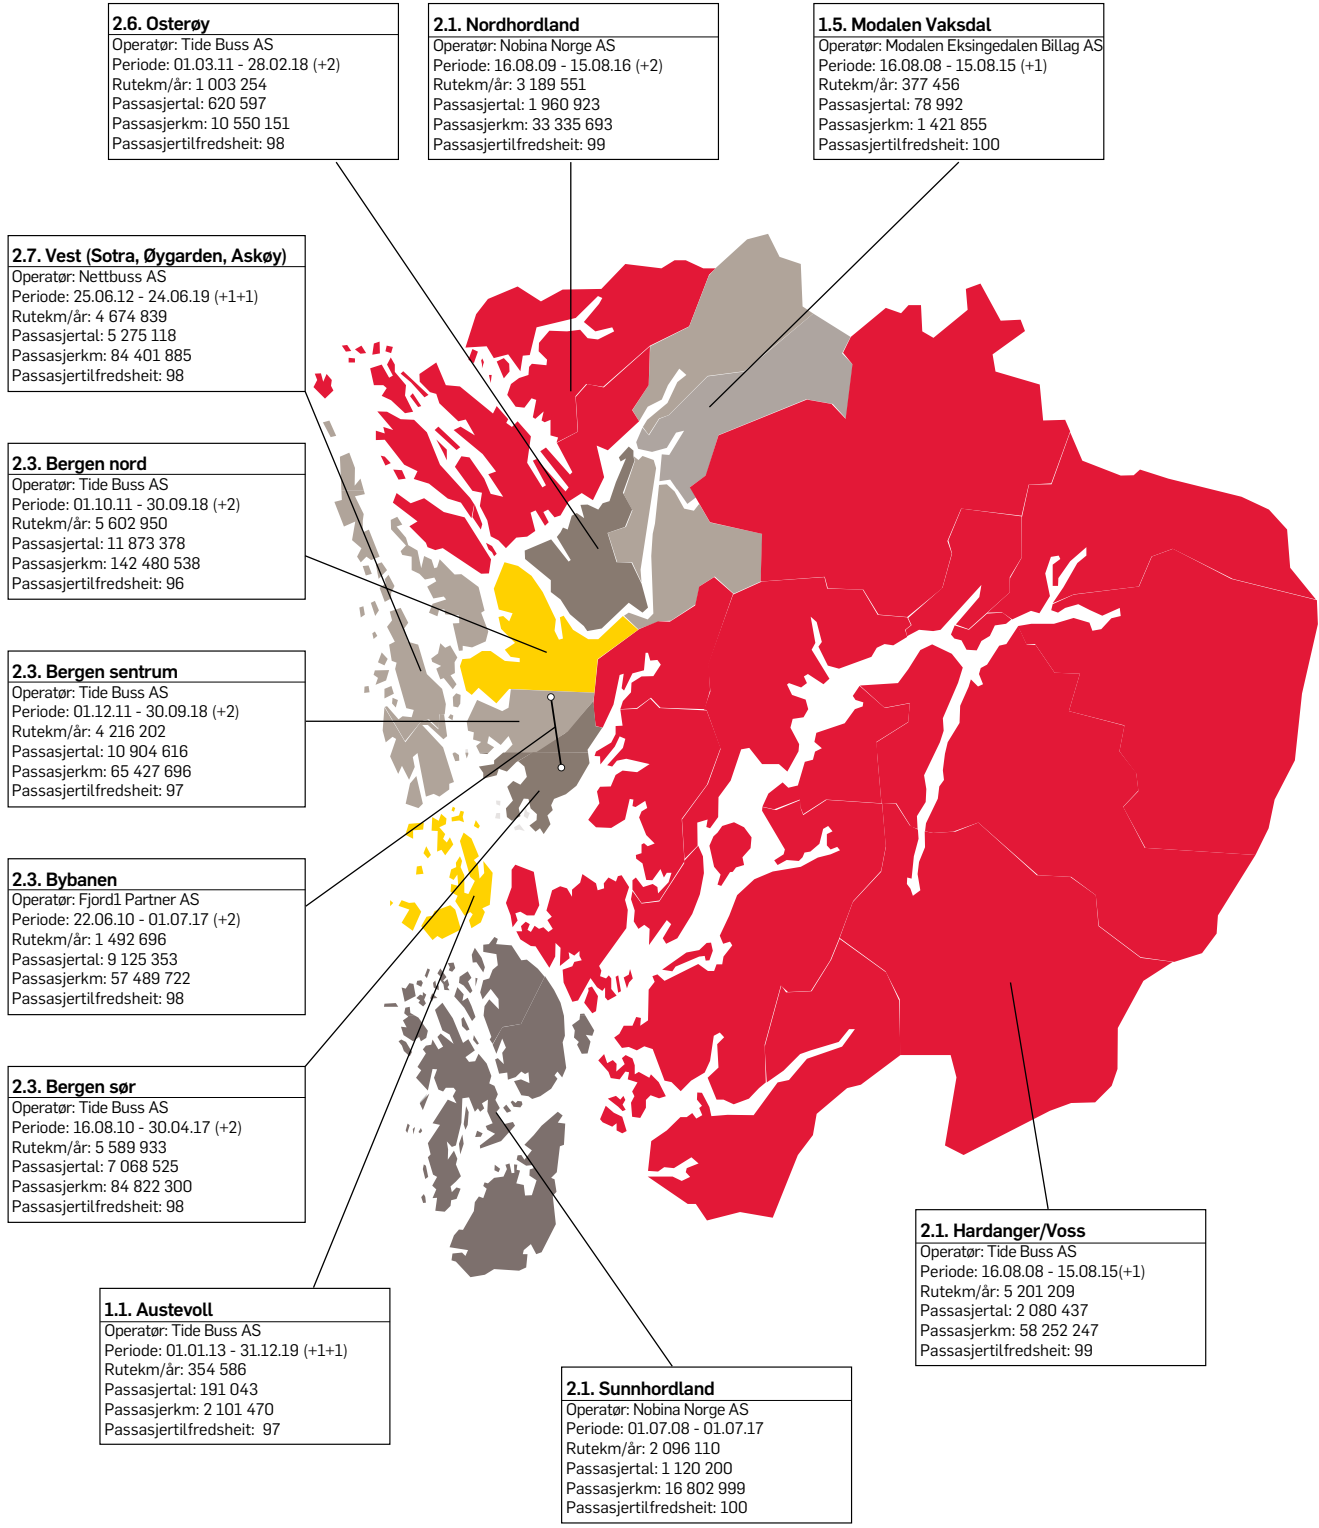 2.6. Osterøy
Operatør: Tide Buss AS
Periode: 01.03.11 - 28.02.18 (+2)
Rutekm/år: 1 003 254
Passasjertal: 620 597
Passasjerkm: 10 550 151
Passasjertilfredsheit: 98
2.1. Nordhordland
Operatør: Nobina Norge AS
Periode: 16.08.09 - 15.08.16 (+2)
Rutekm/år: 3 189 551
Passasjertal: 1 960 923
Passasjerkm: 33 335 693
Passasjertilfredsheit: 99
1.5. Modalen Vaksdal
Operatør: Modalen Eksingedalen Billag AS
Periode: 16.08.08 - 15.08.15 (+1)
Rutekm/år: 377 456
Passasjertal: 78 992
Passasjerkm: 1 421 855
Passasjertilfredsheit: 100
2.7. Vest (Sotra, Øygarden, Askøy)
Operatør: Nettbuss AS
Periode: 25.06.12 - 24.06.19 (+1+1)
Rutekm/år: 4 674 839
Passasjertal: 5 275 118
Passasjerkm: 84 401 885
Passasjertilfredsheit: 98
2.3. Bergen nord
Operatør: Tide Buss AS
Periode: 01.10.11 - 30.09.18 (+2)
Rutekm/år: 5 602 950
Passasjertal: 11 873 378
Passasjerkm: 142 480 538
Passasjertilfredsheit: 96
2.3. Bergen sentrum
Operatør: Tide Buss AS
Periode: 01.12.11 - 30.09.18 (+2)
Rutekm/år: 4 216 202
Passasjertal: 10 904 616
Passasjerkm: 65 427 696
Passasjertilfredsheit: 97
2.3. Bybanen
Operatør: Fjord1 Partner AS
Periode: 22.06.10 - 01.07.17 (+2)
Rutekm/år: 1 492 696
Passasjertal: 9 125 353
Passasjerkm: 57 489 722
Passasjertilfredsheit: 98
2.3. Bergen sør
Operatør: Tide Buss AS
Periode: 16.08.10 - 30.04.17 (+2)
Rutekm/år: 5 589 933
Passasjertal: 7 068 525
Passasjerkm: 84 822 300
Passasjertilfredsheit: 98
1.1. Austevoll
Operatør: Tide Buss AS
Periode: 01.01.13 - 31.12.19 (+1+1)
Rutekm/år: 354 586
Passasjertal: 191 043
Passasjerkm: 2 101 470
Passasjertilfredsheit: 97
2.1. Sunnhordland
Operatør: Nobina Norge AS
Periode: 01.07.08 - 01.07.17
Rutekm/år: 2 096 110
Passasjertal: 1 120 200
Passasjerkm: 16 802 999
Passasjertilfredsheit: 100
2.1. Hardanger/Voss
Operatør: Tide Buss AS
Periode: 16.08.08 - 15.08.15(+1)
Rutekm/år: 5 201 209
Passasjertal: 2 080 437
Passasjerkm: 58 252 247
Passasjertilfredsheit: 99